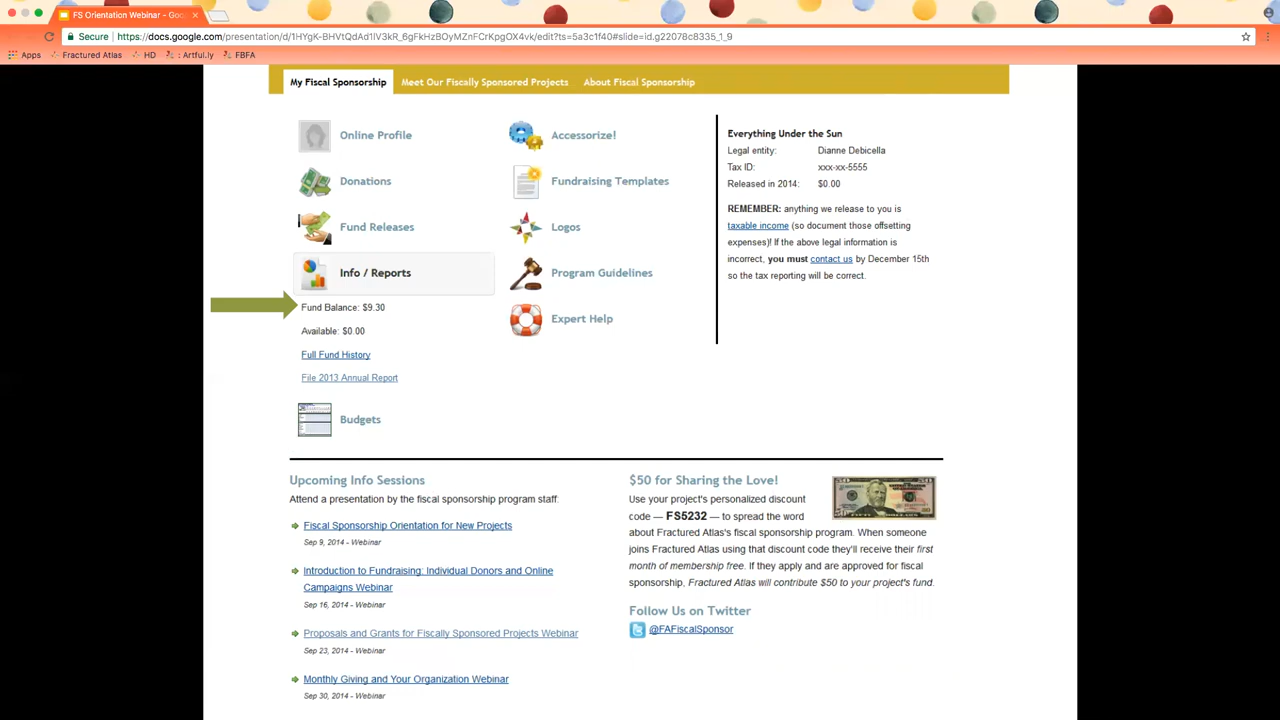 FS Orientation Webinar - Goo
Secure https://docs.google.com/presentation/d/1HYgK-BHVtQdAd1IV3kR_6gFkHzBOyMZnFCrKpgOX4vk/edit?ts=5a3c1f40#slide=id.g22078c8335_1_9
Apps Fractured Atlas HD : Artful.ly FBFA
My Fiscal Sponsorship Meet Our Fiscally Sponsored Projects About Fiscal Sponsorship
Online Profile
Donations
Fund Releases
Info / Reports
Fund Balance: $9.30
Available: $0.00
Full Fund History
File 2013 Annual Report
Budgets
Accessorize!
Fundraising Templates
Logos
Program Guidelines
Expert Help
Everything Under the Sun
Legal entity: Dianne Debicella
Tax ID: xxx-xx-5555
Released in 2014: $0.00
REMEMBER: anything we release to you is
taxable income (so document those offsetting
expenses)! If the above legal information is
incorrect, you must contact us by December 15th
so the tax reporting will be correct.
Upcoming Info Sessions
Attend a presentation by the fiscal sponsorship program staff:
Fiscal Sponsorship Orientation for New Projects
Sep 9, 2014 - Webinar
Introduction to Fundraising: Individual Donors and Online
Campaigns Webinar
Sep 16, 2014 - Webinar
Proposals and Grants for Fiscally Sponsored Projects Webinar
Sep 23, 2014 - Webinar
Monthly Giving and Your Organization Webinar
Sep 30, 2014 - Webinar
$50 for Sharing the Love!
Use your project's personalized discount
code — FS5232 — to spread the word
about Fractured Atlas's fiscal sponsorship program. When someone
joins Fractured Atlas using that discount code they'll receive their first
month of membership free. If they apply and are approved for fiscal
sponsorship, Fractured Atlas will contribute $50 to your project's fund.
Follow Us on Twitter
@FAFiscalSponsor